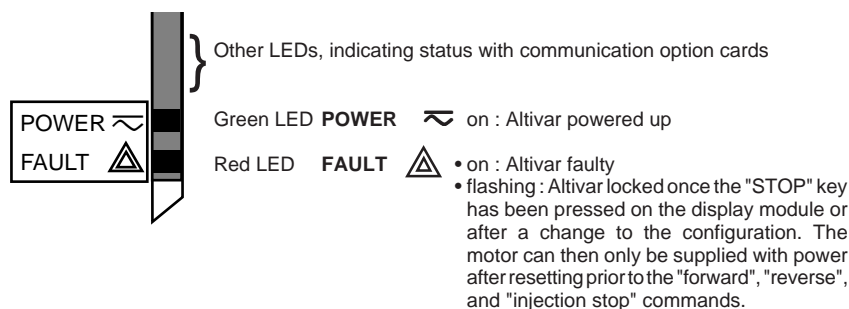 Other LEDs, indicating status with communication option cards
POWER
FAULT
Green LED POWER on : Altivar powered up
Red LED FAULT • on : Altivar faulty
• flashing : Altivar locked once the "STOP" key
has been pressed on the display module or
after a change to the configuration. The
motor can then only be supplied with power
after resetting prior to the "forward", "reverse",
and "injection stop" commands.